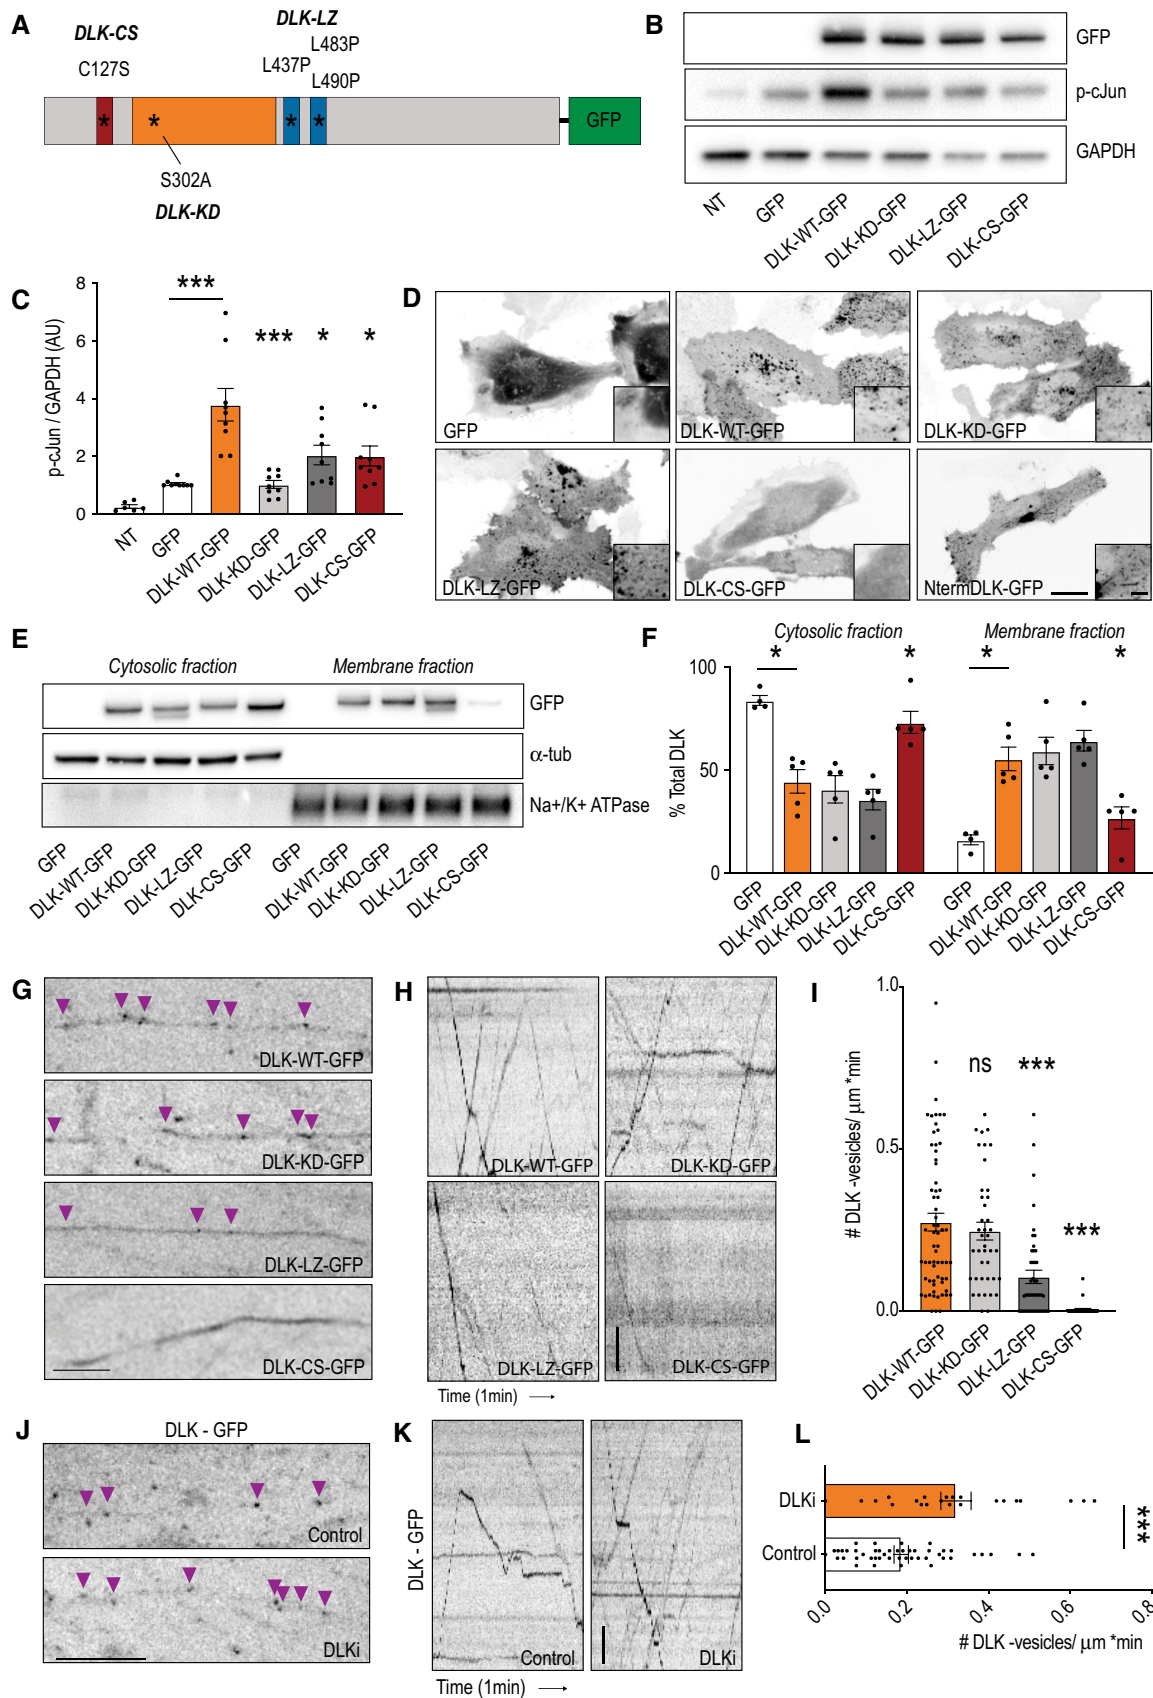 A
DLK-CS
C127S
DLK-LZ
L483P
L437P
L490P
* * * *
GFP
S302A
DLK-KD
B
GFP
p-cJun
GAPDH
NT
GFP
DLK-WT-GFP
DLK-KD-GFP
DLK-LZ-GFP
DLK-CS-GFP
C
p-cJun / GAPDH (AU)
8
6
4
2
0
*** *** * *
NT
GFP
DLK-WT-GFP
DLK-KD-GFP
DLK-LZ-GFP
DLK-CS-GFP
D
GFP
DLK-WT-GFP
DLK-KD-GFP
DLK-LZ-GFP
DLK-CS-GFP
NtermDLK-GFP
E
Cytosolic fraction
Membrane fraction
GFP
α-tub
Na+/K+ ATPase
GFP
DLK-WT-GFP
DLK-KD-GFP
DLK-LZ-GFP
DLK-CS-GFP
GFP
DLK-WT-GFP
DLK-KD-GFP
DLK-LZ-GFP
DLK-CS-GFP
F
Cytosolic fraction
Membrane fraction
% Total DLK
100
50
0
* * * *
GFP
DLK-WT-GFP
DLK-KD-GFP
DLK-LZ-GFP
DLK-CS-GFP
GFP
DLK-WT-GFP
DLK-KD-GFP
DLK-LZ-GFP
DLK-CS-GFP
G
DLK-WT-GFP
DLK-KD-GFP
DLK-LZ-GFP
DLK-CS-GFP
H
DLK-WT-GFP
DLK-KD-GFP
DLK-LZ-GFP
DLK-CS-GFP
Time (1min) →
I
# DLK -vesicles/ µm *min
1.0
0.5
0.0
ns
***
***
DLK-WT-GFP
DLK-KD-GFP
DLK-LZ-GFP
DLK-CS-GFP
J
DLK - GFP
Control
DLKi
K
DLK - GFP
Control
DLKi
Time (1min) →
L
DLKi
Control
***
0.0
0.2
0.4
0.6
0.8
# DLK -vesicles/ µm *min